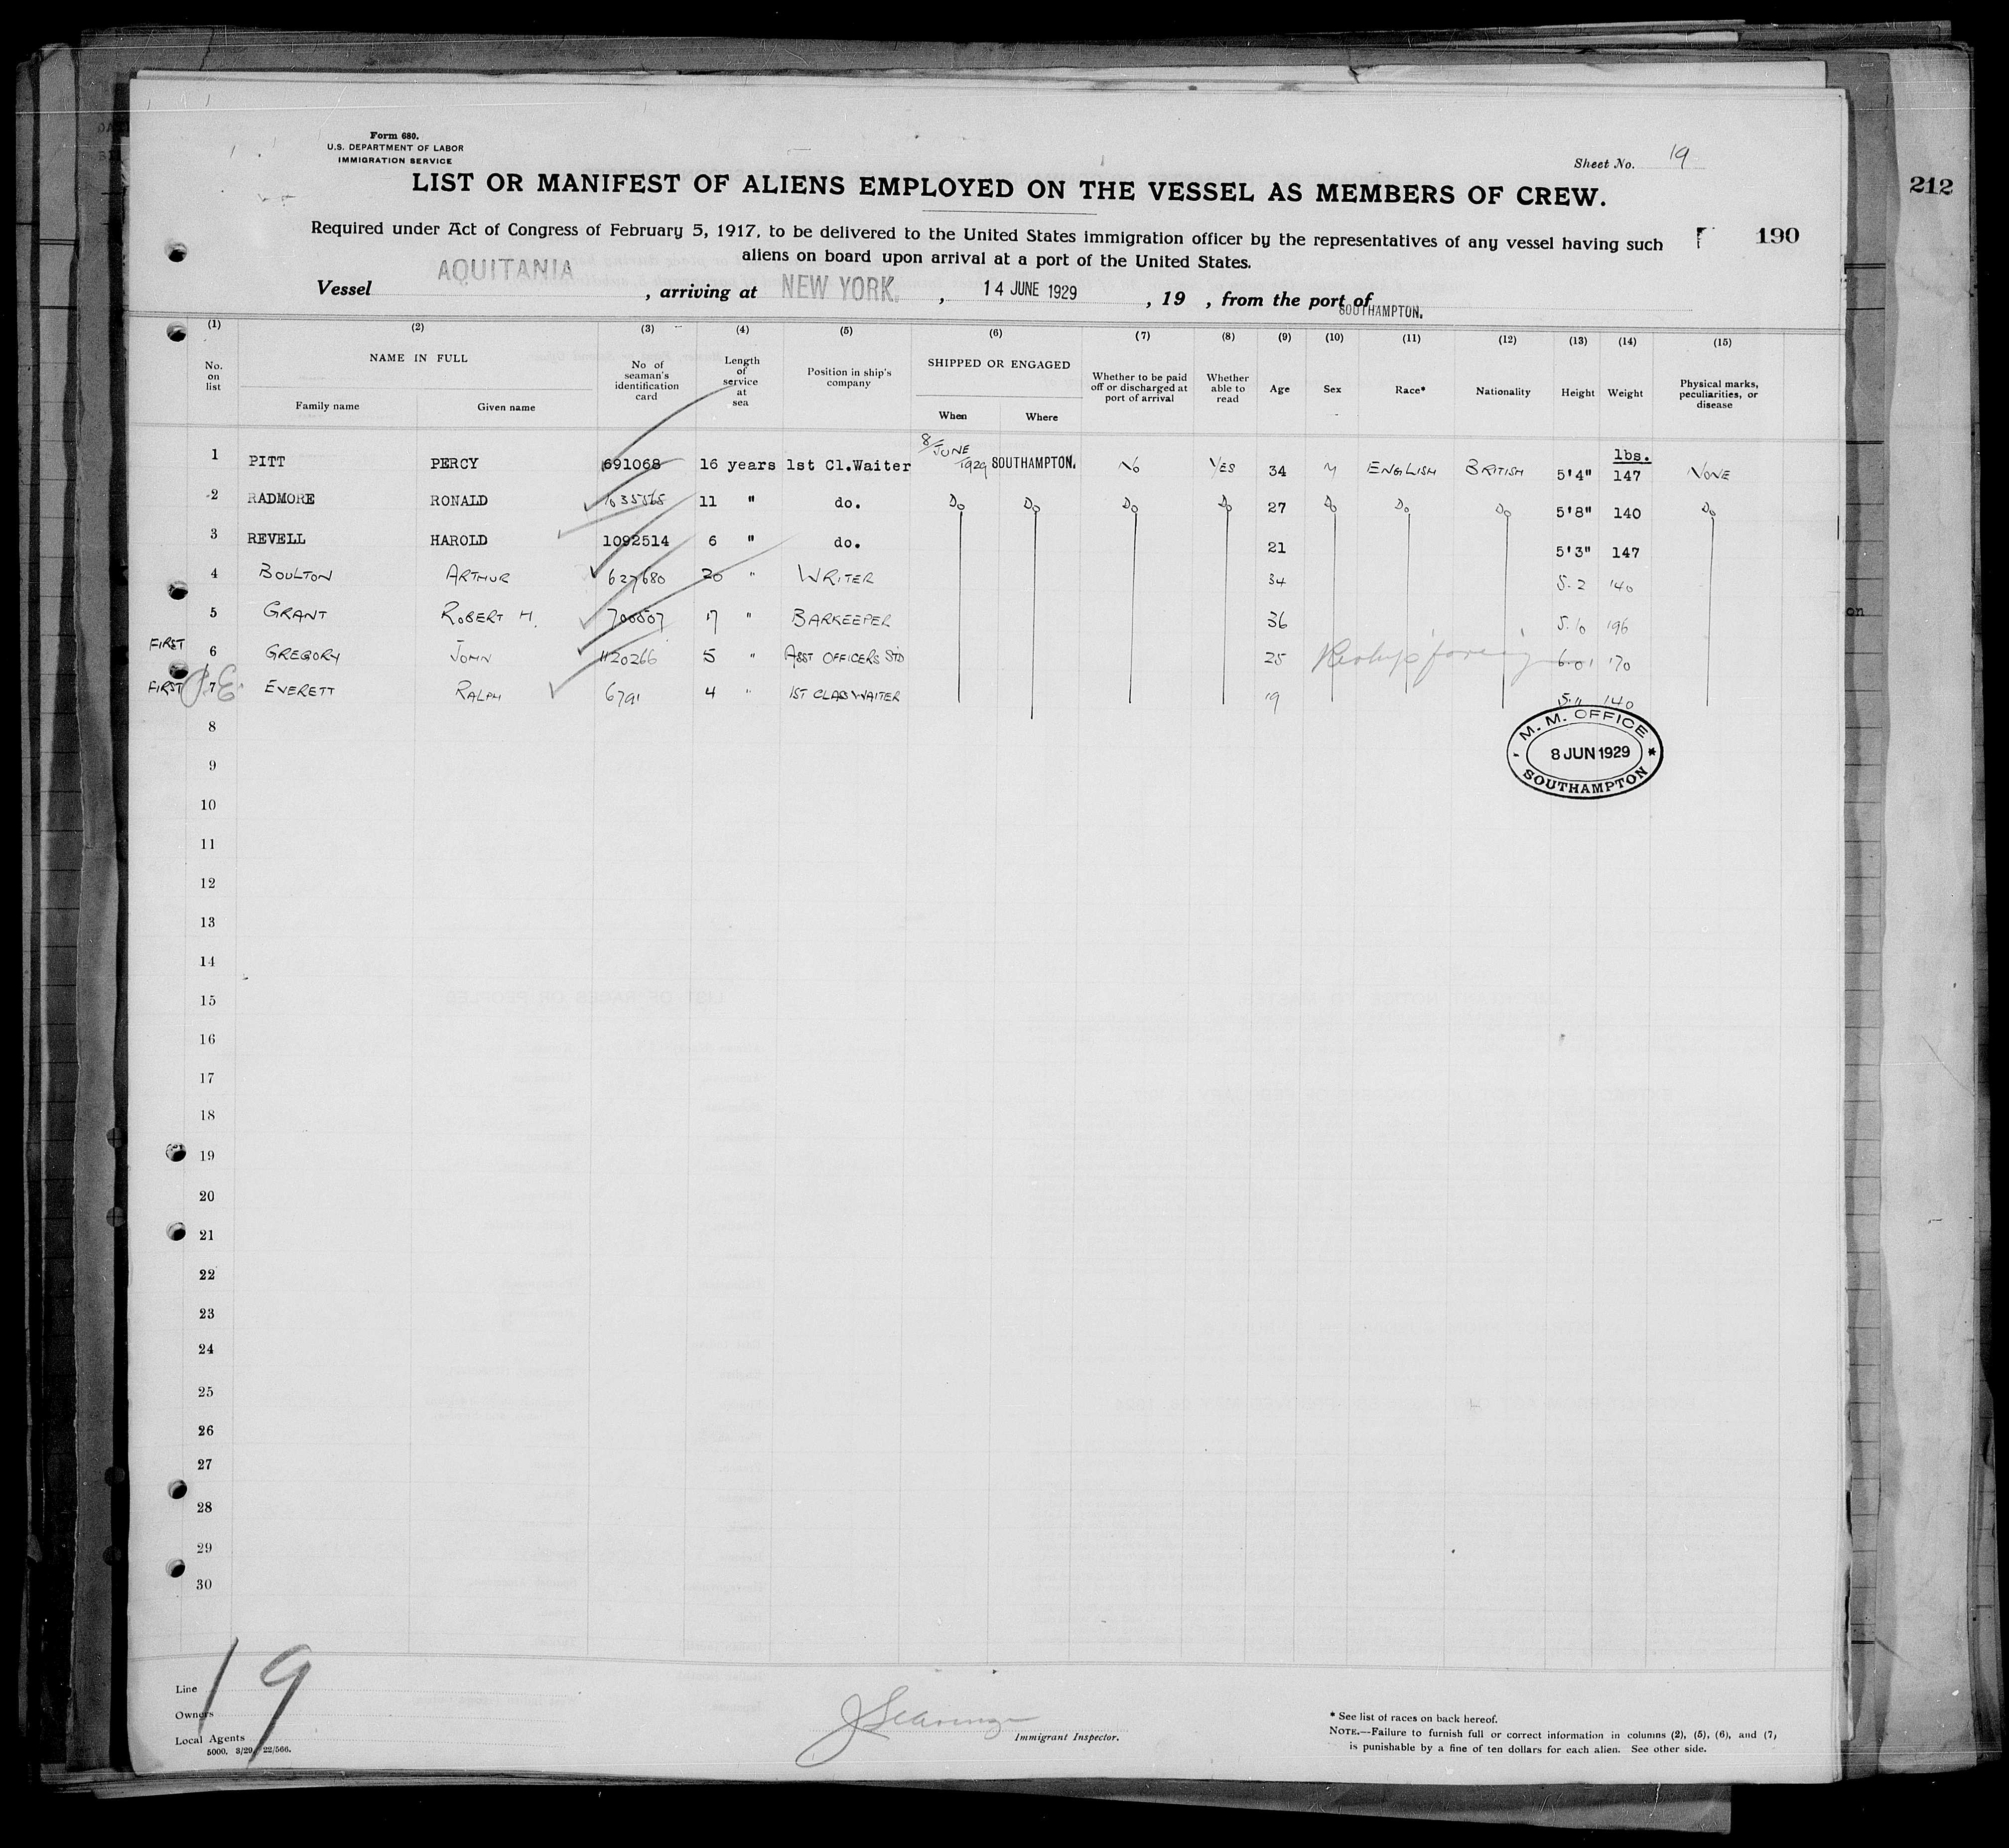 Form 680.
U.S. DEPARTMENT OF LABOR
IMMIGRATION SERVICE
Sheet No. 19
LIST OR MANIFEST OF ALIENS EMPLOYED ON THE VESSEL AS MEMBERS OF CREW.
212
Required under Act of Congress of February 5, 1917, to be delivered to the United States immigration officer by the representatives of any vessel having such
190
aliens on board upon arrival at a port of the United States.
Vessel AQUITANIA, arriving at NEW YORK., 14 JUNE 1929, 19 , from the port of SOUTHAMPTON.
(1) (2) (3) (4) (5) (6) (7) (8) (9) (10) (11) (12) (13) (14) (15)
No. on list NAME IN FULL Family name Given name No of seaman's identification card Length of service at sea Position in ship's company SHIPPED OR ENGAGED When Where Whether to be paid off or discharged at port of arrival Whether able to read Age Sex Race* Nationality Height Weight Physical marks, peculiarities, or disease
1 PITT PERCY 691068 16 years 1st Cl.Waiter 8/JUNE/1929 SOUTHAMPTON. No YES 34 M ENGLISH BRITISH 5'4" lbs. 147 NONE
2 RADMORE RONALD 11 " do. Do Do Do Do 27 Do Do Do 5'8" 140 Do
3 REVELL HAROLD 1092514 6 " do. 21 5'3" 147
4 BOULTON ARTHUR 627680 20 " WRITER 34 5.2 140
5 GRANT ROBERT H. 700507 17 " BARKEEPER 36 5.10 196
FIRST 6 GREGORY JOHN 1120266 5 " ASST OFFICERS STD 25 6.01 170
FIRST 7 EVERETT RALPH 6791 4 " 1ST CLASS WAITER 19 5.11 140
8
M. M. OFFICE
8 JUN 1929
SOUTHAMPTON
9
10
11
12
13
14
15
16
17
18
19
20
21
22
23
24
25
26
27
28
29
30
19
Line
Owners
Local Agents
5000. 3/29. 22/566.
Immigrant Inspector.
* See list of races on back hereof.
NOTE.—Failure to furnish full or correct information in columns (2), (5), (6), and (7,
is punishable by a fine of ten dollars for each alien. See other side.